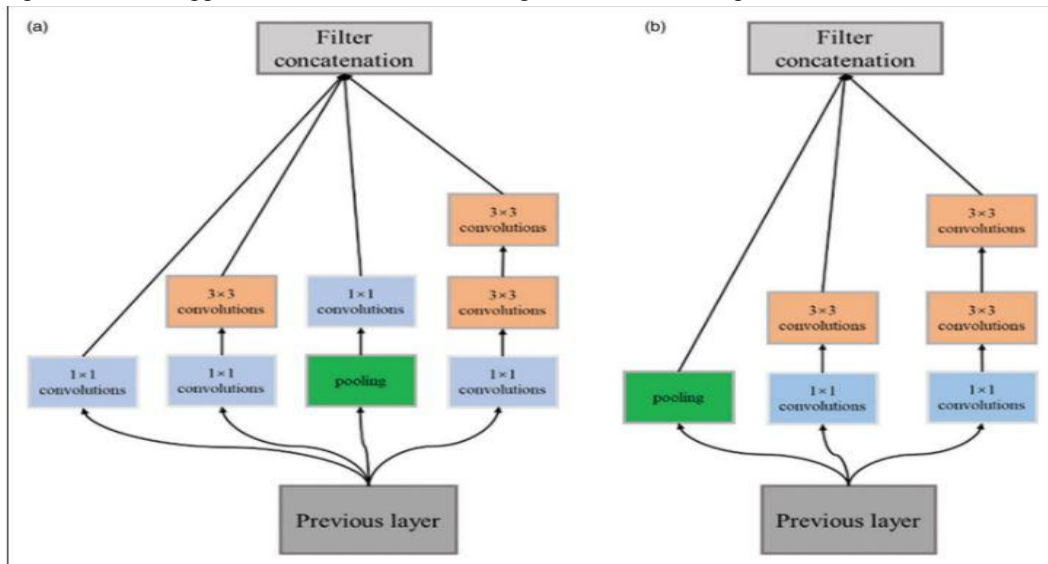 (a)
Filter
concatenation
3×3
convolutions
3×3
convolutions
1×1
convolutions
3×3
convolutions
1×1
convolutions
1×1
convolutions
pooling
1×1
convolutions
Previous layer
(b)
Filter
concatenation
3×3
convolutions
3×3
convolutions
3×3
convolutions
pooling
1×1
convolutions
1×1
convolutions
Previous layer